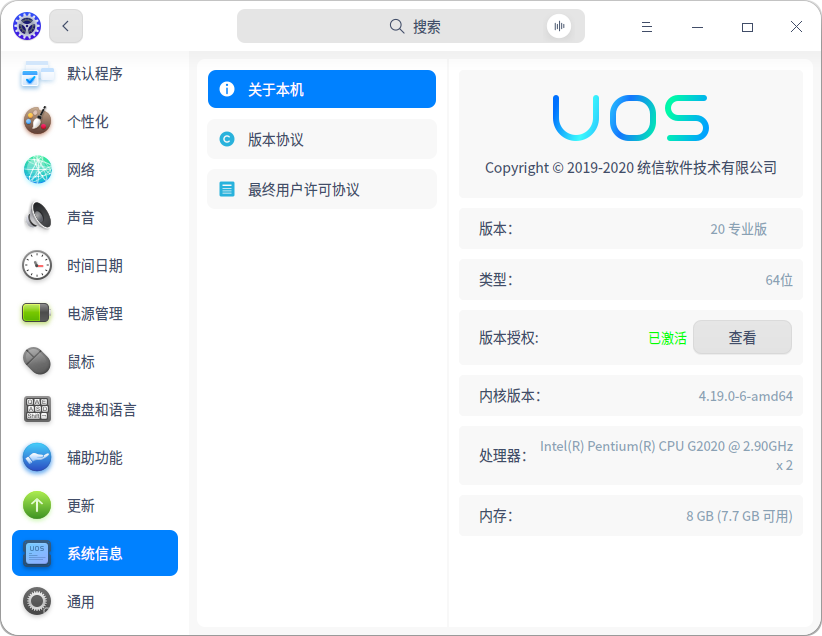 搜索
默认程序
个性化
网络
声音
时间日期
电源管理
鼠标
键盘和语言
辅助功能
更新
UOS
系统信息
通用
关于本机
版本协议
最终用户许可协议
UOS
Copyright © 2019-2020 统信软件技术有限公司
版本： 20 专业版
类型： 64位
版本授权: 已激活 查看
内核版本： 4.19.0-6-amd64
处理器： Intel(R) Pentium(R) CPU G2020 @ 2.90GHz
x 2
内存： 8 GB (7.7 GB 可用)